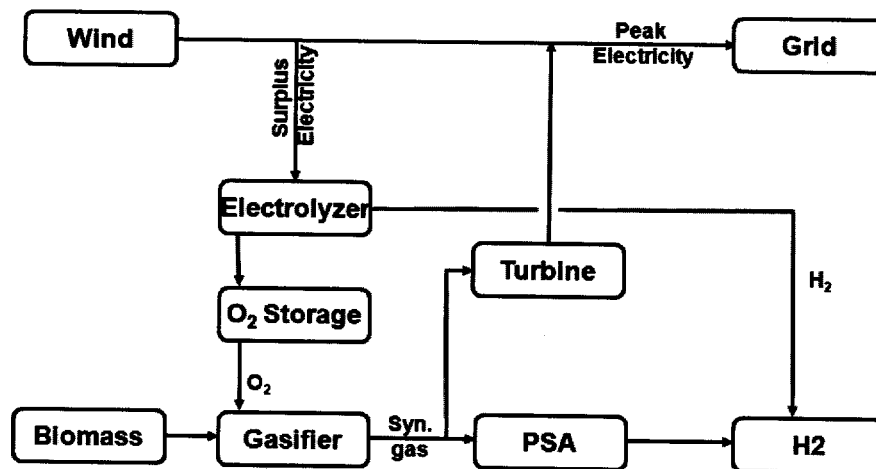 Wind
Peak
Electricity
Grid
Surplus
Electricity
Electrolyzer
Turbine
H₂
O₂ Storage
O₂
Biomass
Gasifier
Syn.
gas
PSA
H2